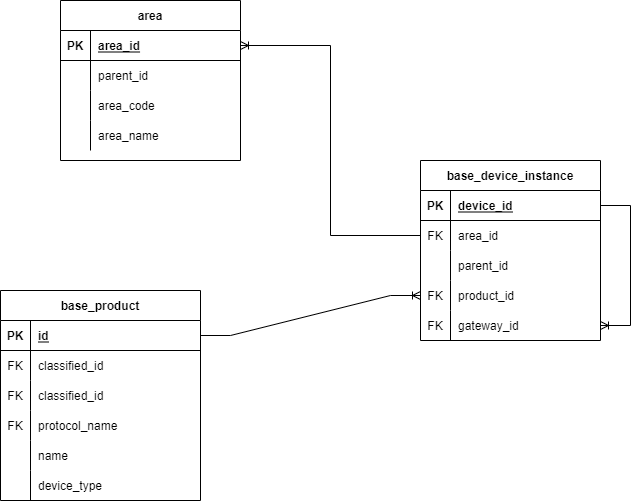 area
PK area_id
parent_id
area_code
area_name
base_device_instance
PK device_id
FK area_id
parent_id
FK product_id
FK gateway_id
base_product
PK id
FK classified_id
FK classified_id
FK protocol_name
name
device_type